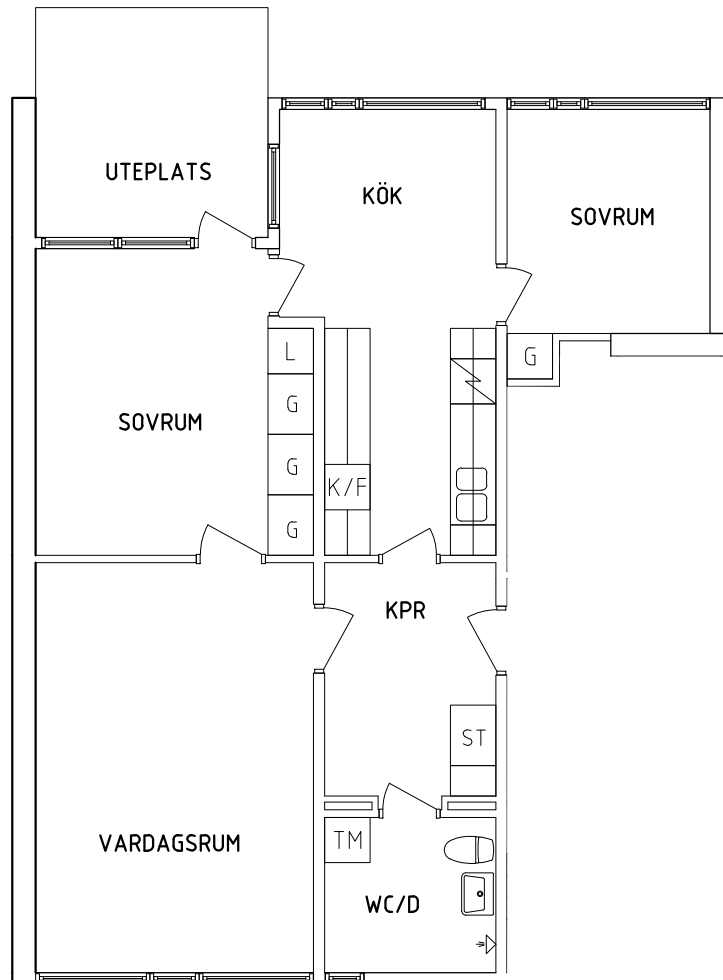 UTEPLATS
KÖK
SOVRUM
L
G
G
SOVRUM
G
K/F
G
KPR
ST
TM
VARDAGSRUM
WC/D